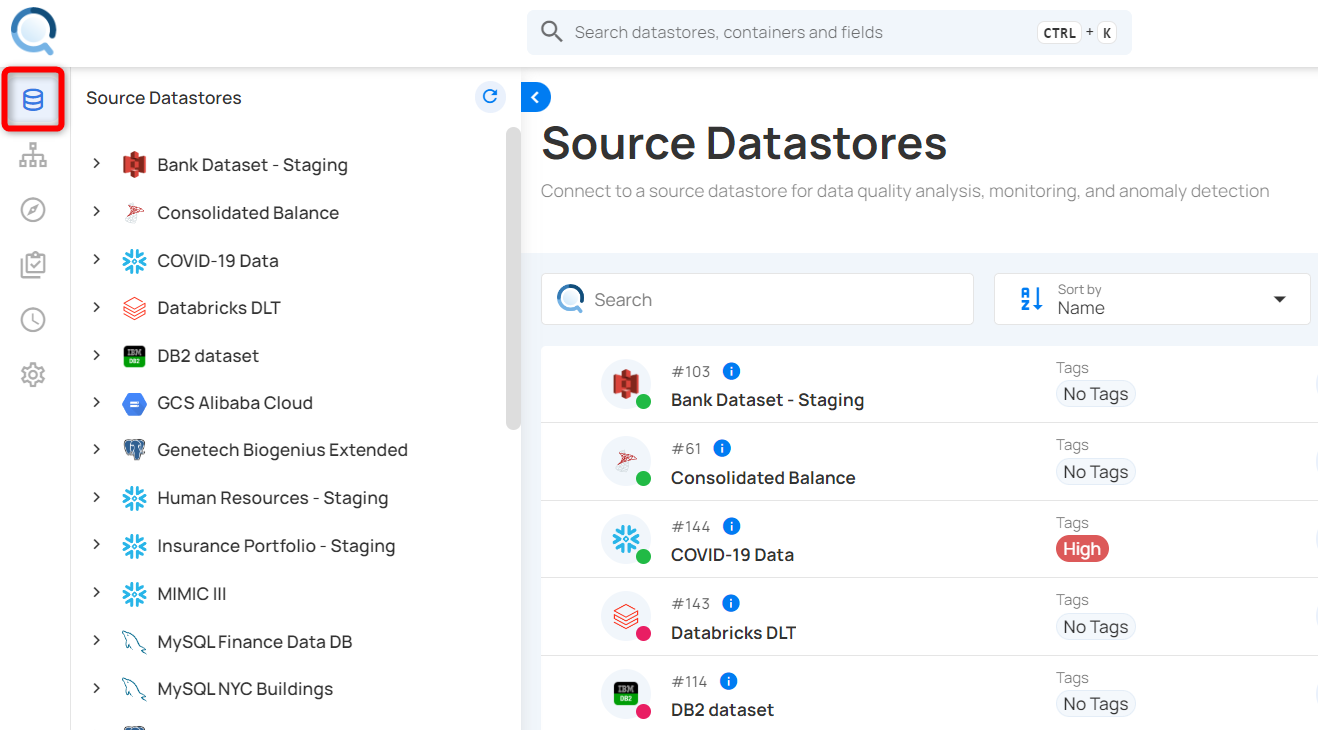 Search datastores, containers and fields
CTRL + K
Source Datastores
Bank Dataset - Staging
Consolidated Balance
COVID-19 Data
Databricks DLT
IBM DB2
DB2 dataset
GCS Alibaba Cloud
Genetech Biogenius Extended
Human Resources - Staging
Insurance Portfolio - Staging
MIMIC III
MySQL Finance Data DB
MySQL NYC Buildings
Source Datastores
Connect to a source datastore for data quality analysis, monitoring, and anomaly detection
Search
Sort by
Name
#103
Bank Dataset - Staging
Tags
No Tags
#61
Consolidated Balance
Tags
No Tags
#144
COVID-19 Data
Tags
High
#143
Databricks DLT
Tags
No Tags
IBM DB2
#114
DB2 dataset
Tags
No Tags